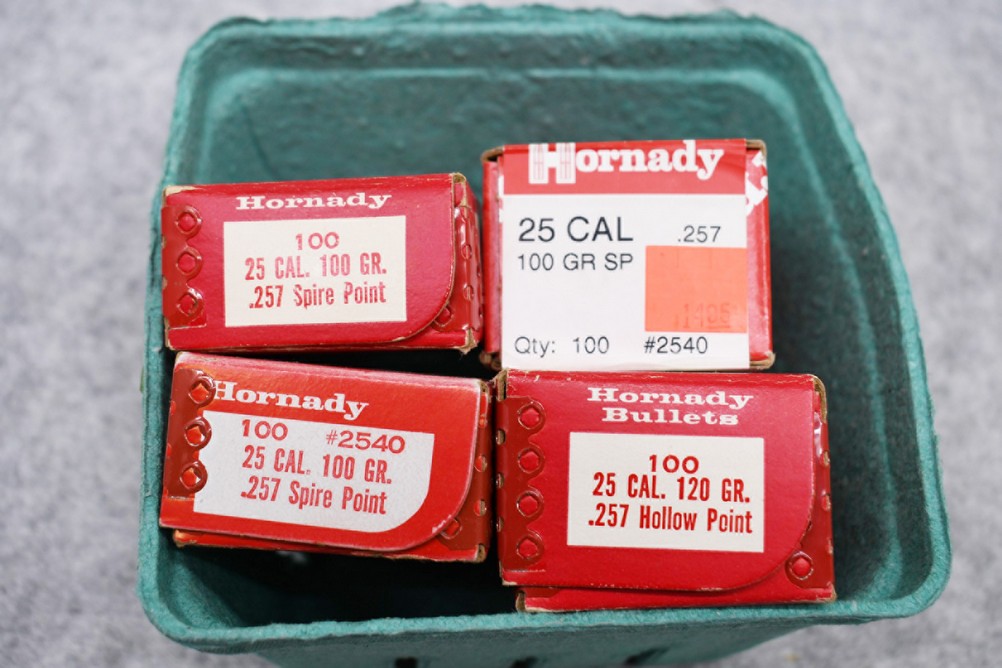 Hornady
100
25 CAL. 100 GR.
.257 Spire Point
Hornady
25 CAL .257
100 GR SP
Qty: 100 #2540
Hornady
100 #2540
25 CAL. 100 GR.
.257 Spire Point
Hornady
Bullets
100
25 CAL. 120 GR.
.257 Hollow Point